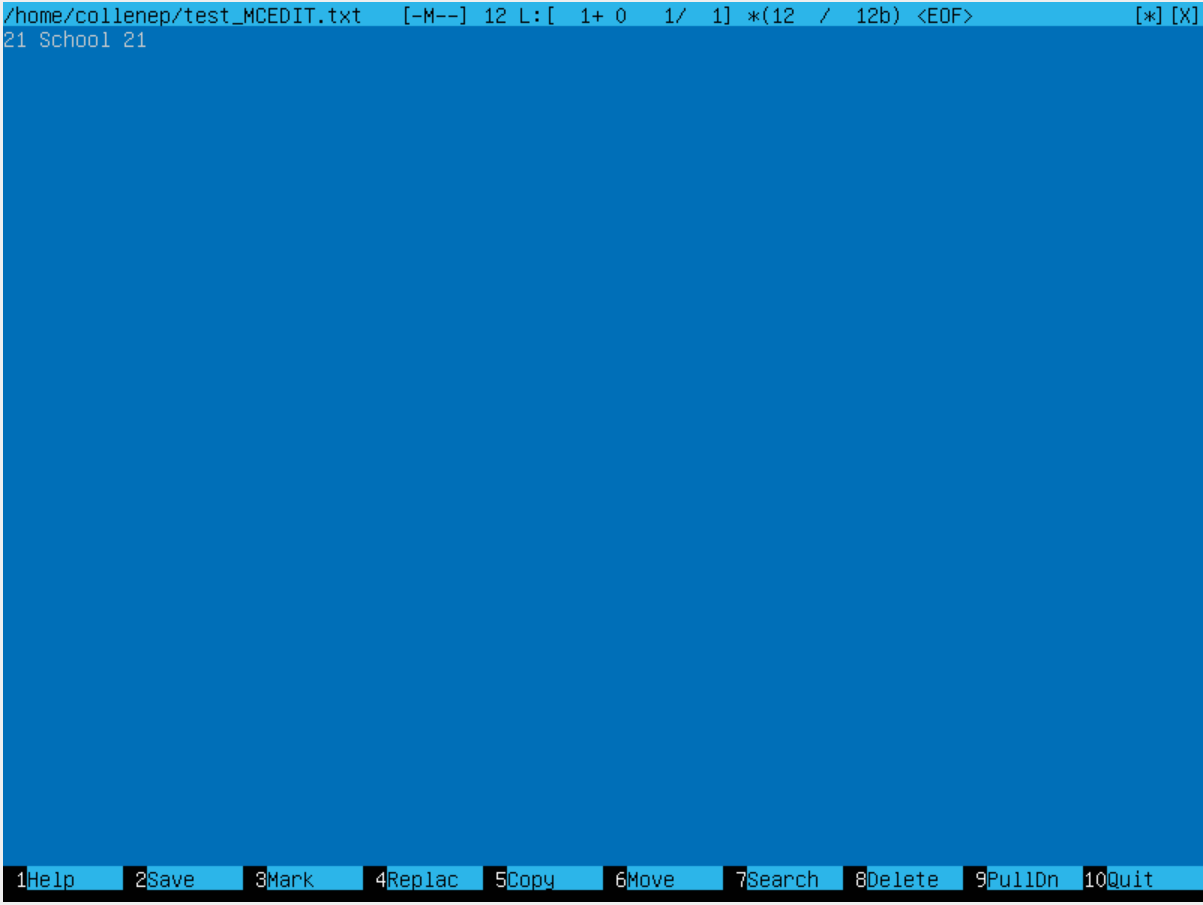 /home/collenep/test_MCEDIT.txt [-M--] 12 L:[ 1+ 0 1/ 1] *(12 / 12b) <EOF> [*][X]
21 School 21
1Help 2Save 3Mark 4Replac 5Copy 6Move 7Search 8Delete 9PullDn 10Quit